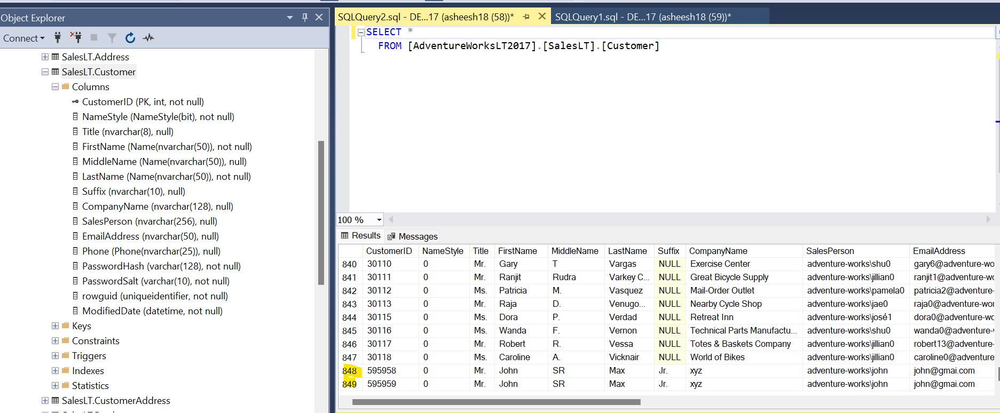 Object Explorer
Connect
SalesLT.Address
SalesLT.Customer
Columns
CustomerID (PK, int, not null)
NameStyle (NameStyle(bit), not null)
Title (nvarchar(8), null)
FirstName (Name(nvarchar(50)), not null)
MiddleName (Name(nvarchar(50)), null)
LastName (Name(nvarchar(50)), not null)
Suffix (nvarchar(10), null)
CompanyName (nvarchar(128), null)
SalesPerson (nvarchar(256), null)
EmailAddress (nvarchar(50), null)
Phone (Phone(nvarchar(25)), null)
PasswordHash (varchar(128), not null)
PasswordSalt (varchar(10), not null)
rowguid (uniqueidentifier, not null)
ModifiedDate (datetime, not null)
Keys
Constraints
Triggers
Indexes
Statistics
SalesLT.CustomerAddress
SQLQuery2.sql - DE...17 (asheesh18 (58))* SQLQuery1.sql - DE...17 (asheesh18 (59))*
SELECT *
FROM [AdventureWorksLT2017].[SalesLT].[Customer]
100 %
Results Messages
CustomerID NameStyle Title FirstName MiddleName LastName Suffix CompanyName SalesPerson EmailAddress
840 30110 0 Mr. Gary T Vargas NULL Exercise Center adventure-works\shu0 gary6@adventure-wo
841 30111 0 Mr. Ranjit Rudra Varkey C... NULL Great Bicycle Supply adventure-works\jillian0 ranjit1@adventure-wo
842 30112 0 Ms. Patricia M. Vasquez NULL Mail-Order Outlet adventure-works\pamela0 patricia2@adventure-
843 30113 0 Mr. Raja D. Venugo... NULL Nearby Cycle Shop adventure-works\jae0 raja0@adventure-wor
844 30115 0 Ms. Dora P. Verdad NULL Retreat Inn adventure-works\josé1 dora0@adventure-wo
845 30116 0 Ms. Wanda F. Vernon NULL Technical Parts Manufactu... adventure-works\shu0 wanda0@adventure-
846 30117 0 Mr. Robert R. Vessa NULL Totes & Baskets Company adventure-works\jillian0 robert13@adventure-
847 30118 0 Ms. Caroline A. Vicknair NULL World of Bikes adventure-works\jillian0 caroline0@adventure
848 595958 0 Mr. John SR Max Jr. xyz adventure-works\john john@gmai.com
849 595959 0 Mr. John SR Max Jr. xyz adventure-works\john john@gmai.com